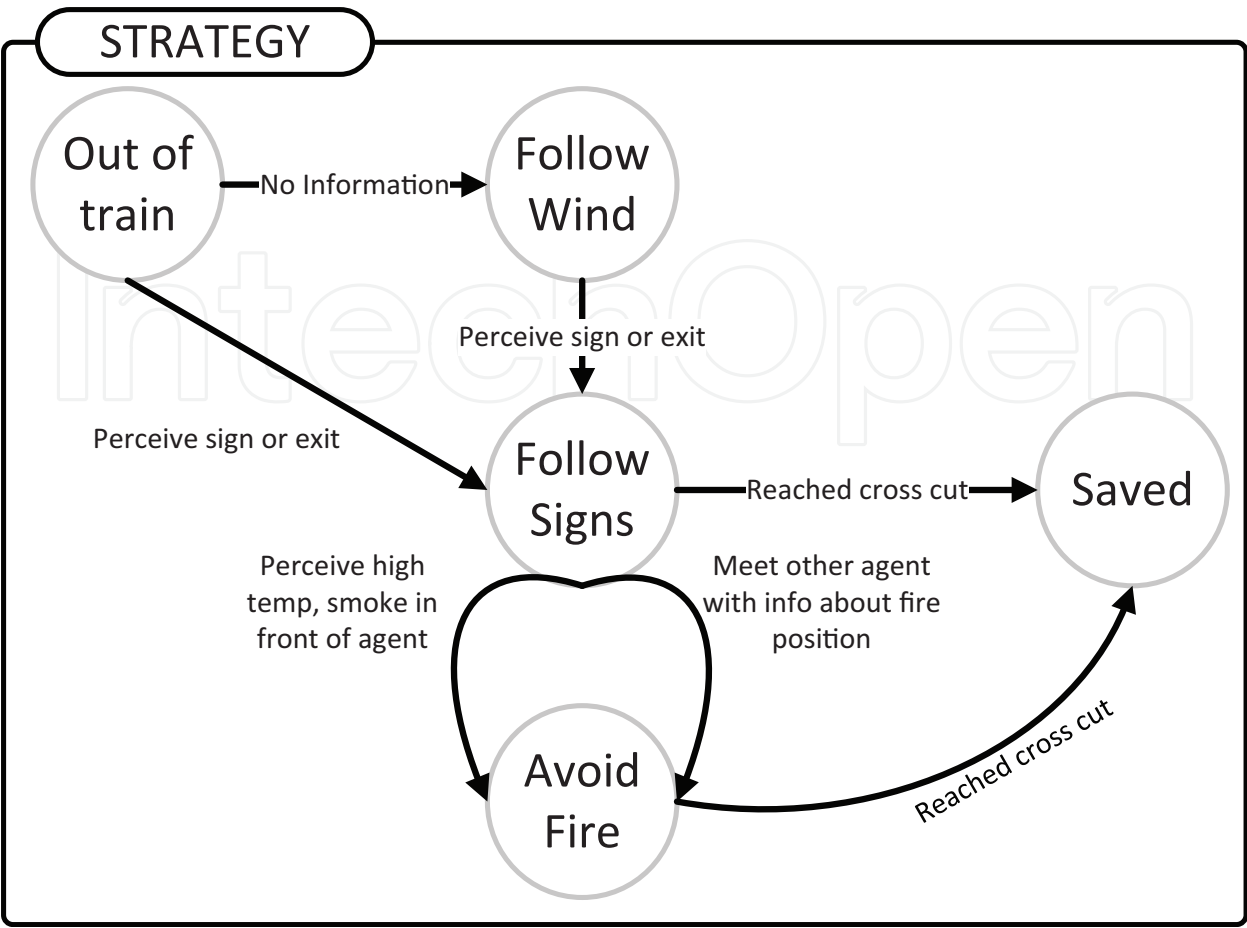 STRATEGY
Out of
train
No Information
Follow
Wind
IntechOpen
Perceive sign or exit
Perceive sign or exit
Follow
Signs
Reached cross cut
Saved
Perceive high
temp, smoke in
front of agent
Meet other agent
with info about fire
position
Avoid
Fire
Reached cross cut